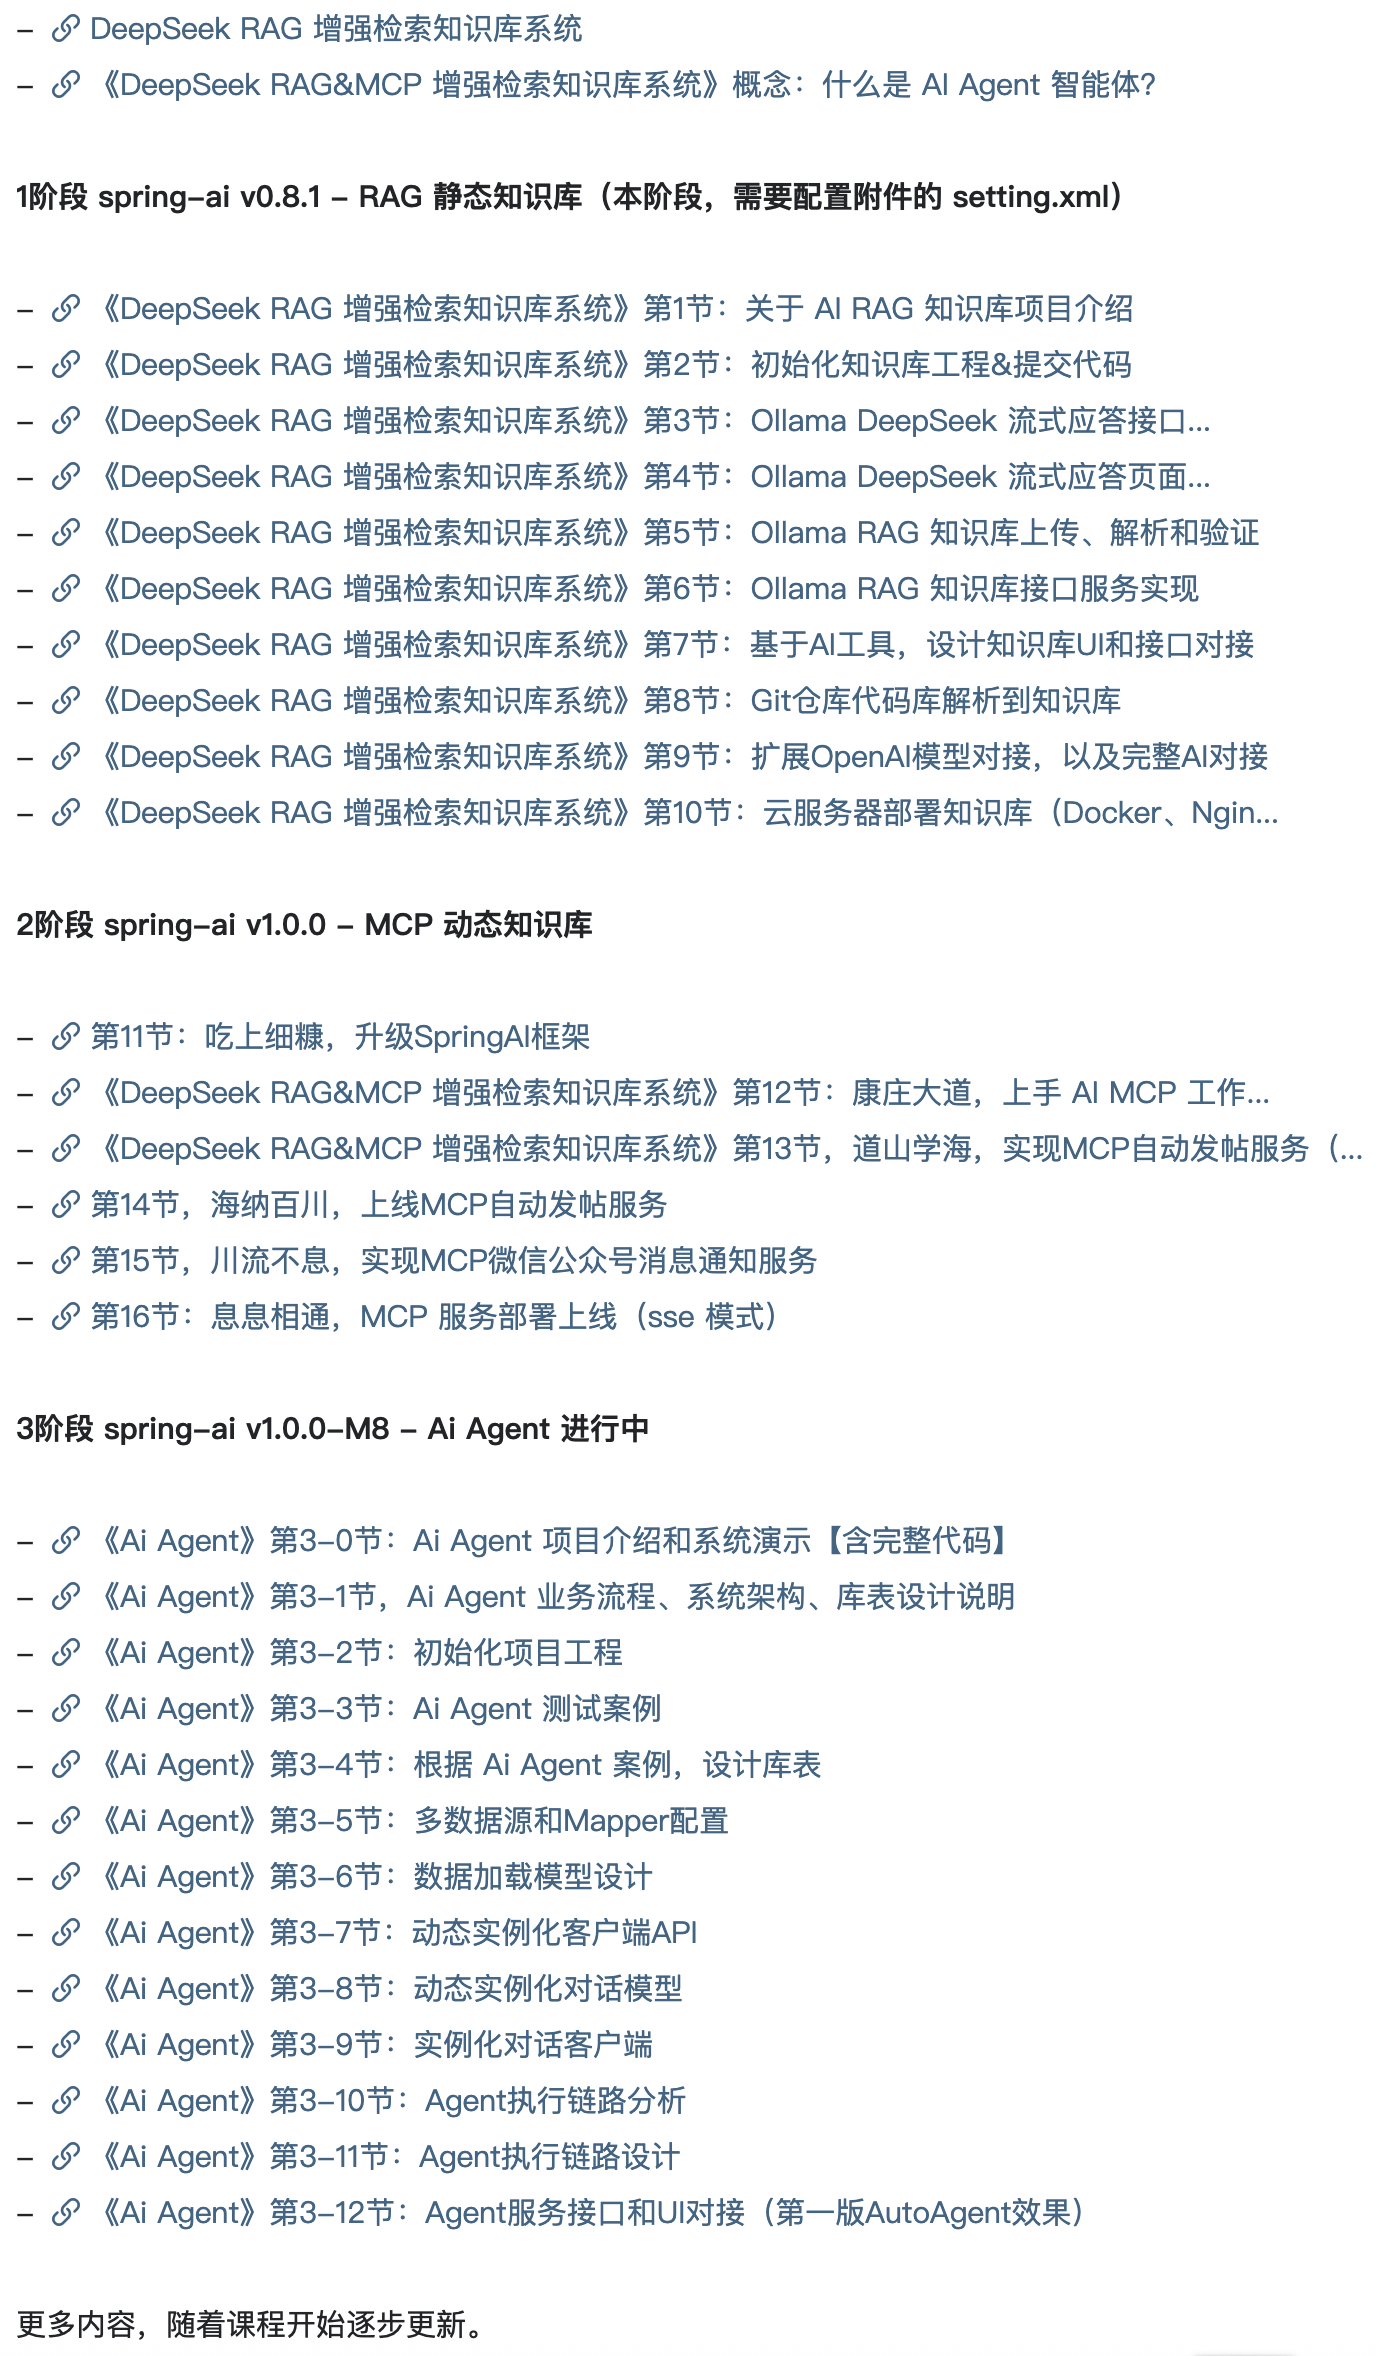 – DeepSeek RAG 增强检索知识库系统
– 《DeepSeek RAG&MCP 增强检索知识库系统》概念：什么是 AI Agent 智能体？
1阶段 spring-ai v0.8.1 - RAG 静态知识库（本阶段，需要配置附件的 setting.xml）
– 《DeepSeek RAG 增强检索知识库系统》第1节：关于 AI RAG 知识库项目介绍
– 《DeepSeek RAG 增强检索知识库系统》第2节：初始化知识库工程&提交代码
– 《DeepSeek RAG 增强检索知识库系统》第3节：Ollama DeepSeek 流式应答接口...
– 《DeepSeek RAG 增强检索知识库系统》第4节：Ollama DeepSeek 流式应答页面...
– 《DeepSeek RAG 增强检索知识库系统》第5节：Ollama RAG 知识库上传、解析和验证
– 《DeepSeek RAG 增强检索知识库系统》第6节：Ollama RAG 知识库接口服务实现
– 《DeepSeek RAG 增强检索知识库系统》第7节：基于AI工具，设计知识库UI和接口对接
– 《DeepSeek RAG 增强检索知识库系统》第8节：Git仓库代码库解析到知识库
– 《DeepSeek RAG 增强检索知识库系统》第9节：扩展OpenAI模型对接，以及完整AI对接
– 《DeepSeek RAG 增强检索知识库系统》第10节：云服务器部署知识库（Docker、Ngin...
2阶段 spring-ai v1.0.0 - MCP 动态知识库
– 第11节：吃上细糠，升级SpringAI框架
– 《DeepSeek RAG&MCP 增强检索知识库系统》第12节：康庄大道，上手 AI MCP 工作...
– 《DeepSeek RAG&MCP 增强检索知识库系统》第13节，道山学海，实现MCP自动发帖服务（...
– 第14节，海纳百川，上线MCP自动发帖服务
– 第15节，川流不息，实现MCP微信公众号消息通知服务
– 第16节：息息相通，MCP 服务部署上线（sse 模式）
3阶段 spring-ai v1.0.0-M8 - Ai Agent 进行中
– 《Ai Agent》第3-0节：Ai Agent 项目介绍和系统演示【含完整代码】
– 《Ai Agent》第3-1节，Ai Agent 业务流程、系统架构、库表设计说明
– 《Ai Agent》第3-2节：初始化项目工程
– 《Ai Agent》第3-3节：Ai Agent 测试案例
– 《Ai Agent》第3-4节：根据 Ai Agent 案例，设计库表
– 《Ai Agent》第3-5节：多数据源和Mapper配置
– 《Ai Agent》第3-6节：数据加载模型设计
– 《Ai Agent》第3-7节：动态实例化客户端API
– 《Ai Agent》第3-8节：动态实例化对话模型
– 《Ai Agent》第3-9节：实例化对话客户端
– 《Ai Agent》第3-10节：Agent执行链路分析
– 《Ai Agent》第3-11节：Agent执行链路设计
– 《Ai Agent》第3-12节：Agent服务接口和UI对接（第一版AutoAgent效果）
更多内容，随着课程开始逐步更新。